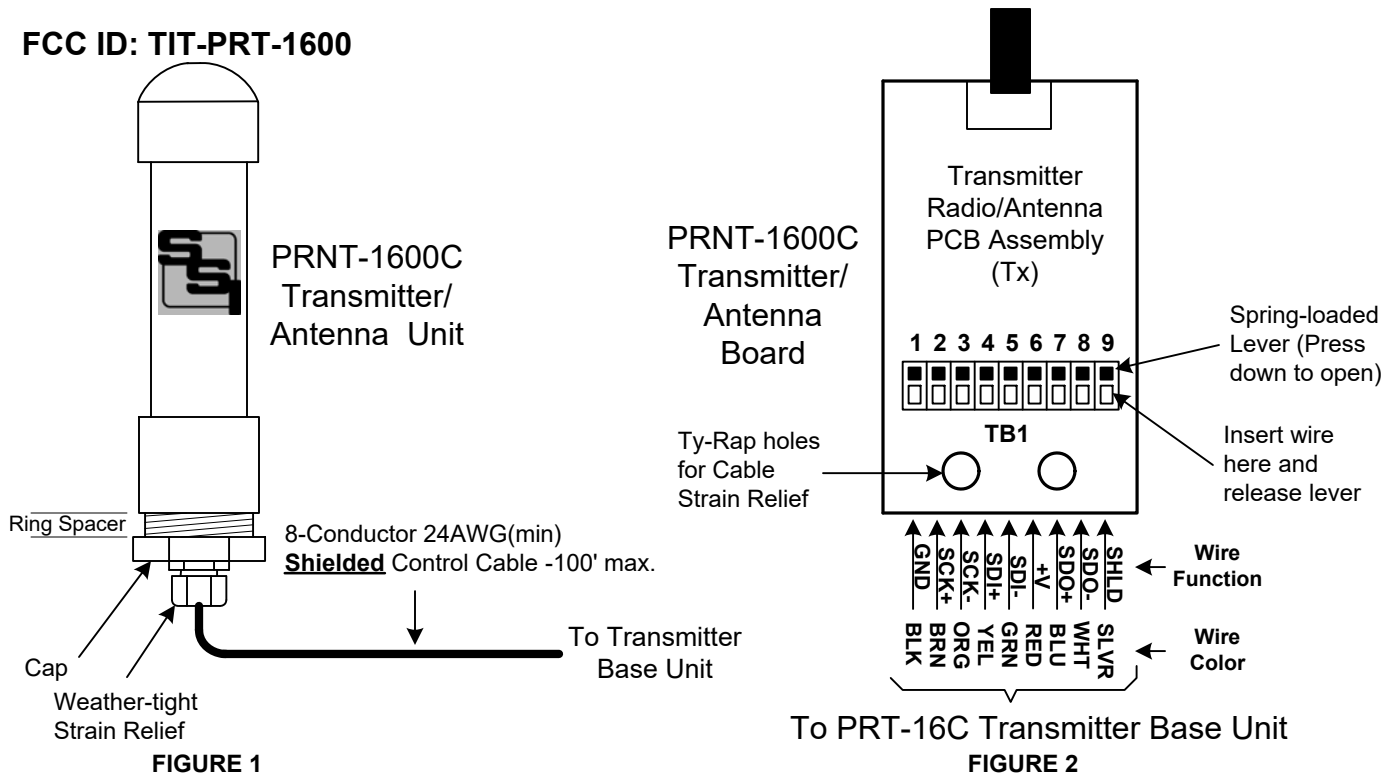 FCC ID: TIT-PRT-1600
SSI
PRNT-1600C
Transmitter/
Antenna Unit
Ring Spacer
8-Conductor 24AWG(min)
Shielded Control Cable -100' max.
Cap
Weather-tight
Strain Relief
To Transmitter
Base Unit
FIGURE 1
PRNT-1600C
Transmitter/
Antenna
Board
Transmitter
Radio/Antenna
PCB Assembly
(Tx)
1 2 3 4 5 6 7 8 9
TB1
Spring-loaded
Lever (Press
down to open)
Insert wire
here and
release lever
Ty-Rap holes
for Cable
Strain Relief
GND
SCK+
SCK-
SDI+
SDI-
+V
SDO+
SDO-
SHLD
Wire
Function
BLK
BRN
ORG
YEL
GRN
RED
BLU
WHT
SLVR
Wire
Color
To PRT-16C Transmitter Base Unit
FIGURE 2